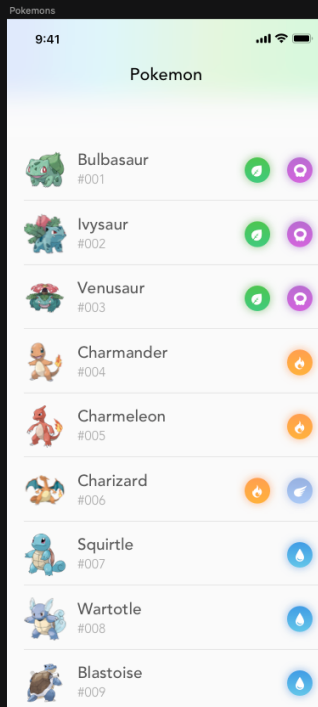 Pokemons
9:41
Pokemon
Bulbasaur
#001
Ivysaur
#002
Venusaur
#003
Charmander
#004
Charmeleon
#005
Charizard
#006
Squirtle
#007
Wartotle
#008
Blastoise
#009